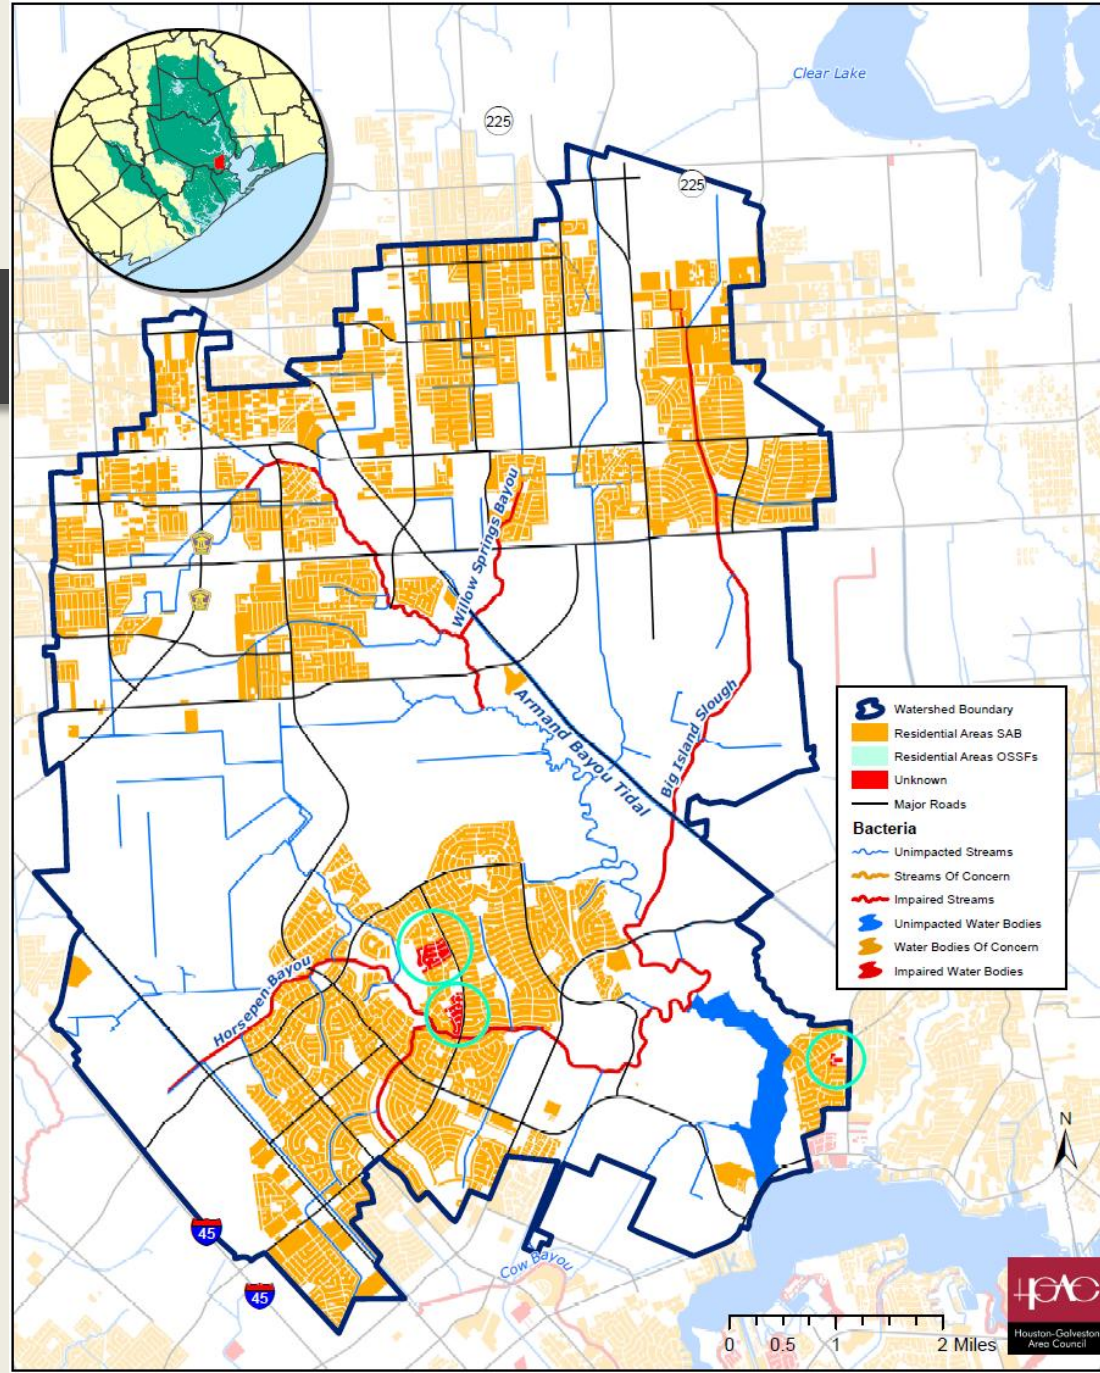 Clear Lake
225
225
Willow Springs Bayou
Armand Bayou Tidal
Big Island Slough
Horsepen Bayou
Cow Bayou
45
45
Watershed Boundary
Residential Areas SAB
Residential Areas OSSFs
Unknown
Major Roads
Bacteria
Unimpacted Streams
Streams Of Concern
Impaired Streams
Unimpacted Water Bodies
Water Bodies Of Concern
Impaired Water Bodies
N
0 0.5 1 2 Miles
Houston-Galveston
Area Council